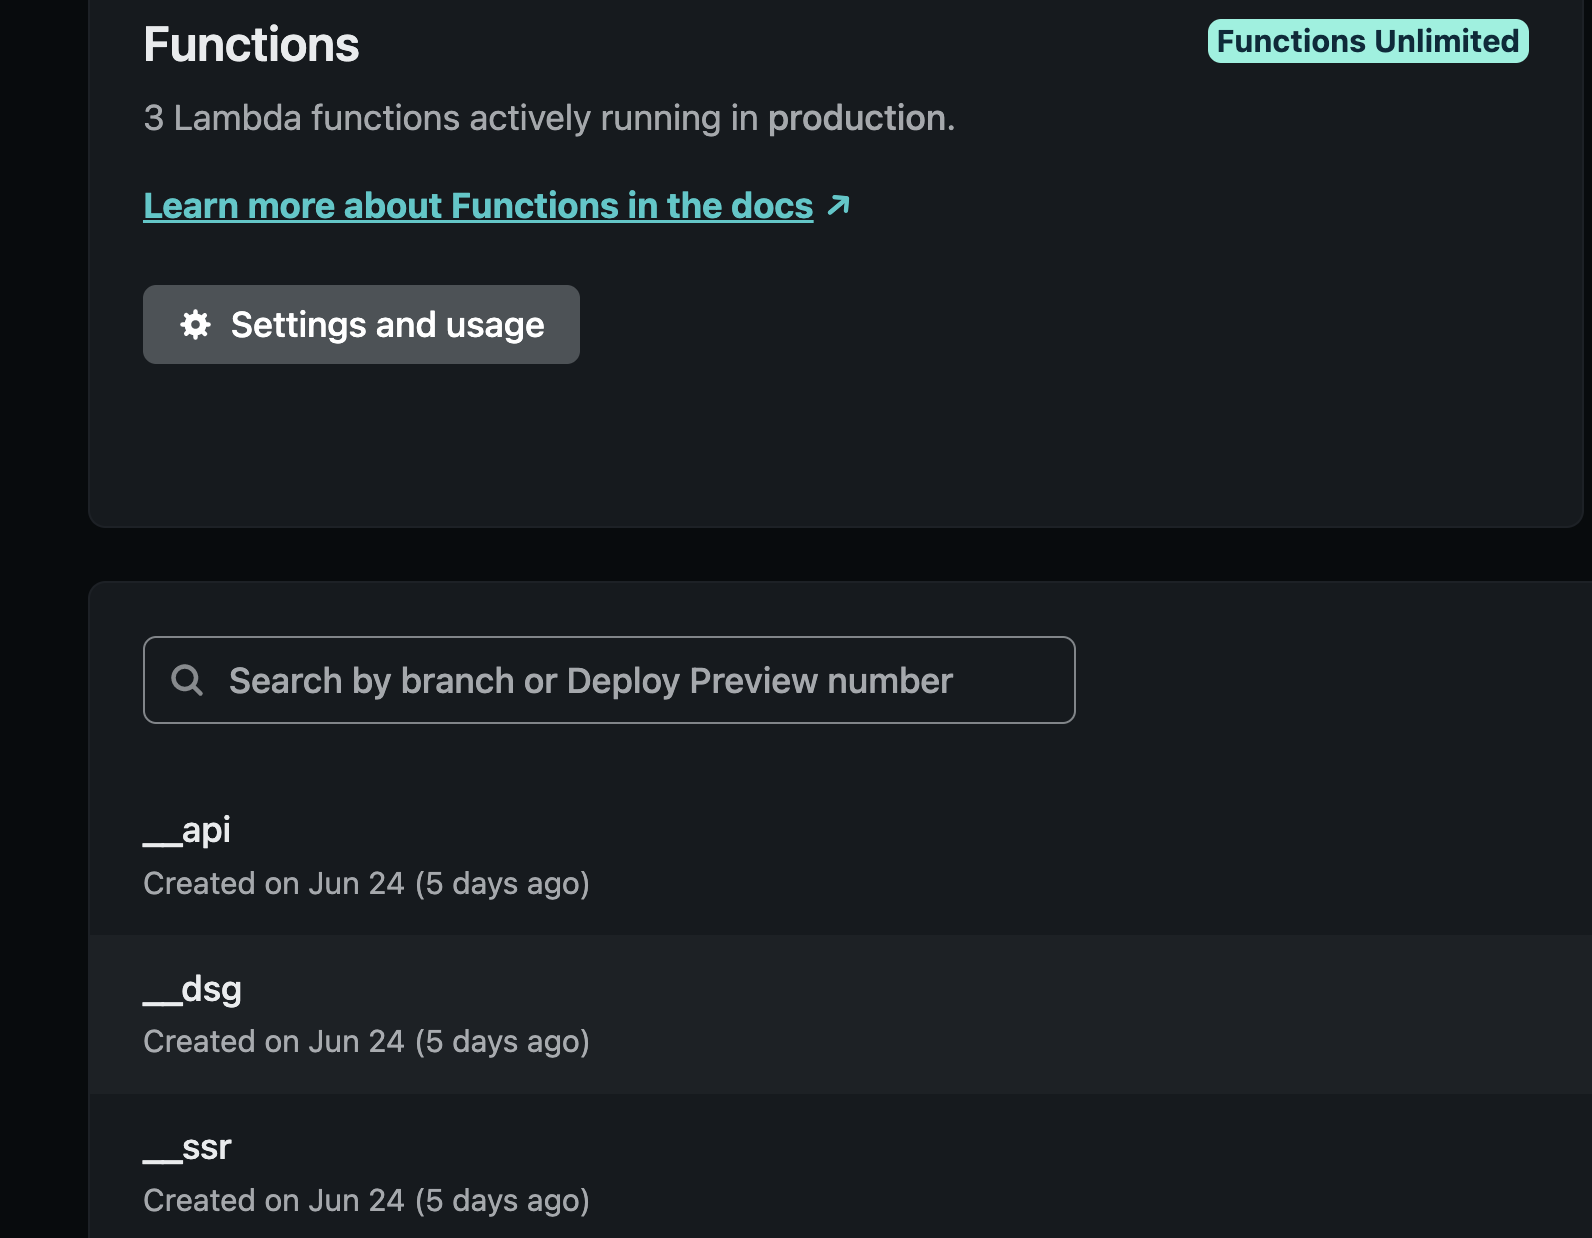 Functions
Functions Unlimited
3 Lambda functions actively running in production.
Learn more about Functions in the docs
Settings and usage
Search by branch or Deploy Preview number
__api
Created on Jun 24 (5 days ago)
__dsg
Created on Jun 24 (5 days ago)
__ssr
Created on Jun 24 (5 days ago)